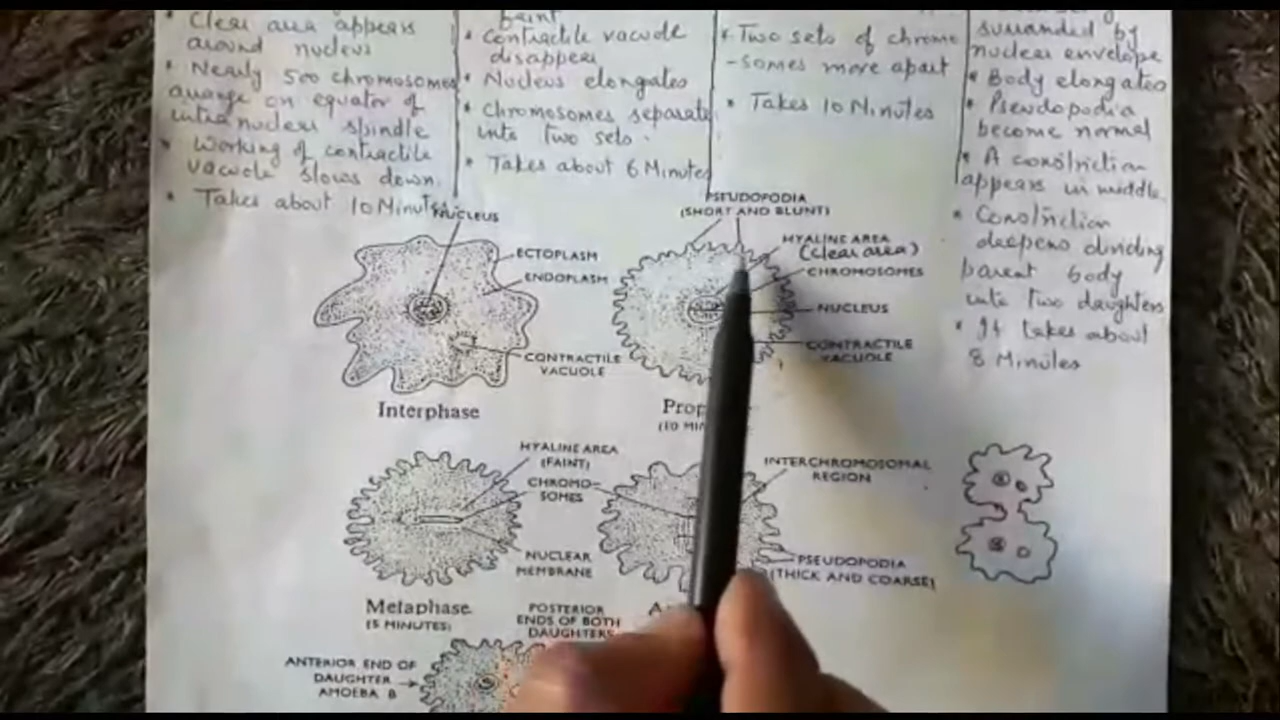 * Clear area appears
around nucleus
* Nearly 500 chromosomes
arrange on equator of
intra nuclear spindle
* Working of contractile
vacuole slows down.
* Takes about 10 Minutes
faint
* Contractile vacuole
disappear
* Nucleus elongates
* Chromosomes separate
into two sets.
* Takes about 6 Minutes
* Two sets of chromo
-somes move apart
* Takes 10 Minutes
surrounded by
nuclear envelope
* Body elongates
* Pseudopodia
become normal
* A constriction
appears in middle.
* Constriction
deepens dividing
parent body
into two daughters
* It takes about
8 Minutes
NUCLEUS
ECTOPLASM
ENDOPLASM
CONTRACTILE
VACUOLE
Interphase
PSEUDOPODIA
(SHORT AND BLUNT)
HYALINE AREA
(clear area)
CHROMOSOMES
NUCLEUS
CONTRACTILE
VACUOLE
Prop
(10 MIN
HYALINE AREA
(FAINT)
CHROMO-
SOMES
NUCLEAR
MEMBRANE
Metaphase
(5 MINUTES)
INTERCHROMOSOMAL
REGION
PSEUDOPODIA
(THICK AND COARSE)
A
POSTERIOR
ENDS OF BOTH
DAUGHTERS
ANTERIOR END OF
DAUGHTER
AMOEBA B